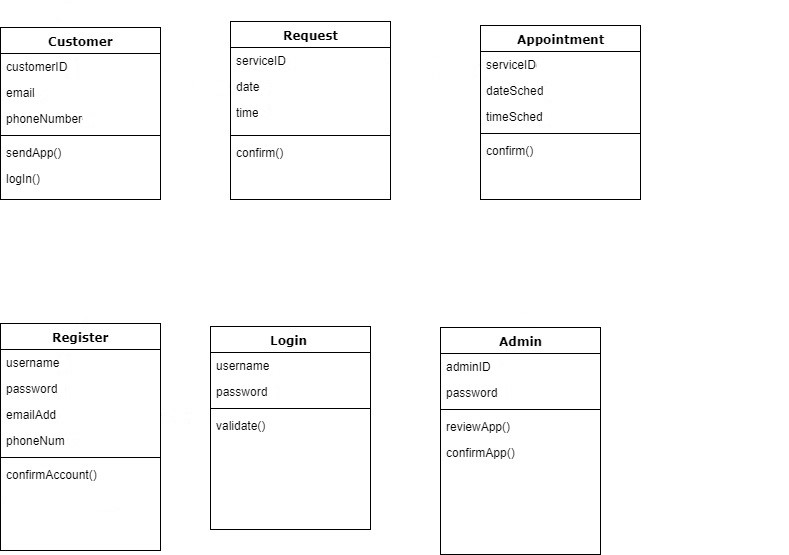 Customer
customerID
email
phoneNumber
sendApp()
logIn()
Request
serviceID
date
time
confirm()
Appointment
serviceID
dateSched
timeSched
confirm()
Register
username
password
emailAdd
phoneNum
confirmAccount()
Login
username
password
validate()
Admin
adminID
password
reviewApp()
confirmApp()